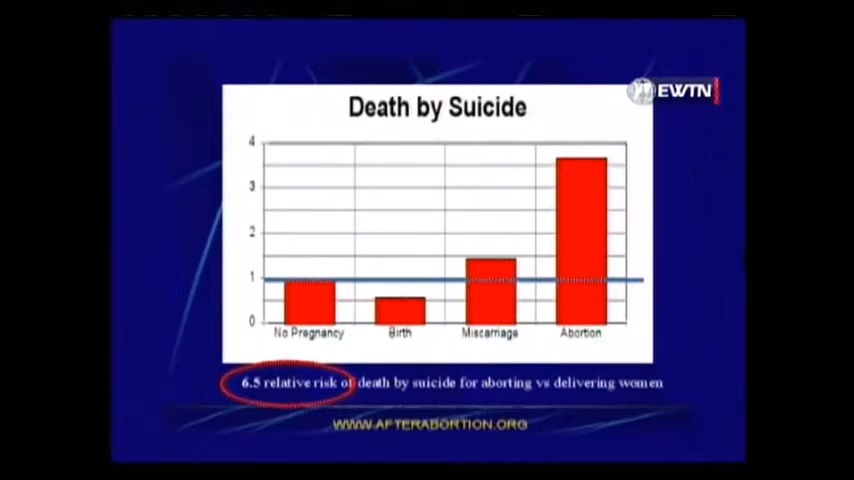 EWTN
Death by Suicide
4
3
2
1
0
No Pregnancy Birth Miscarriage Abortion
6.5 relative risk of death by suicide for aborting vs delivering women
WWW.AFTERABORTION.ORG